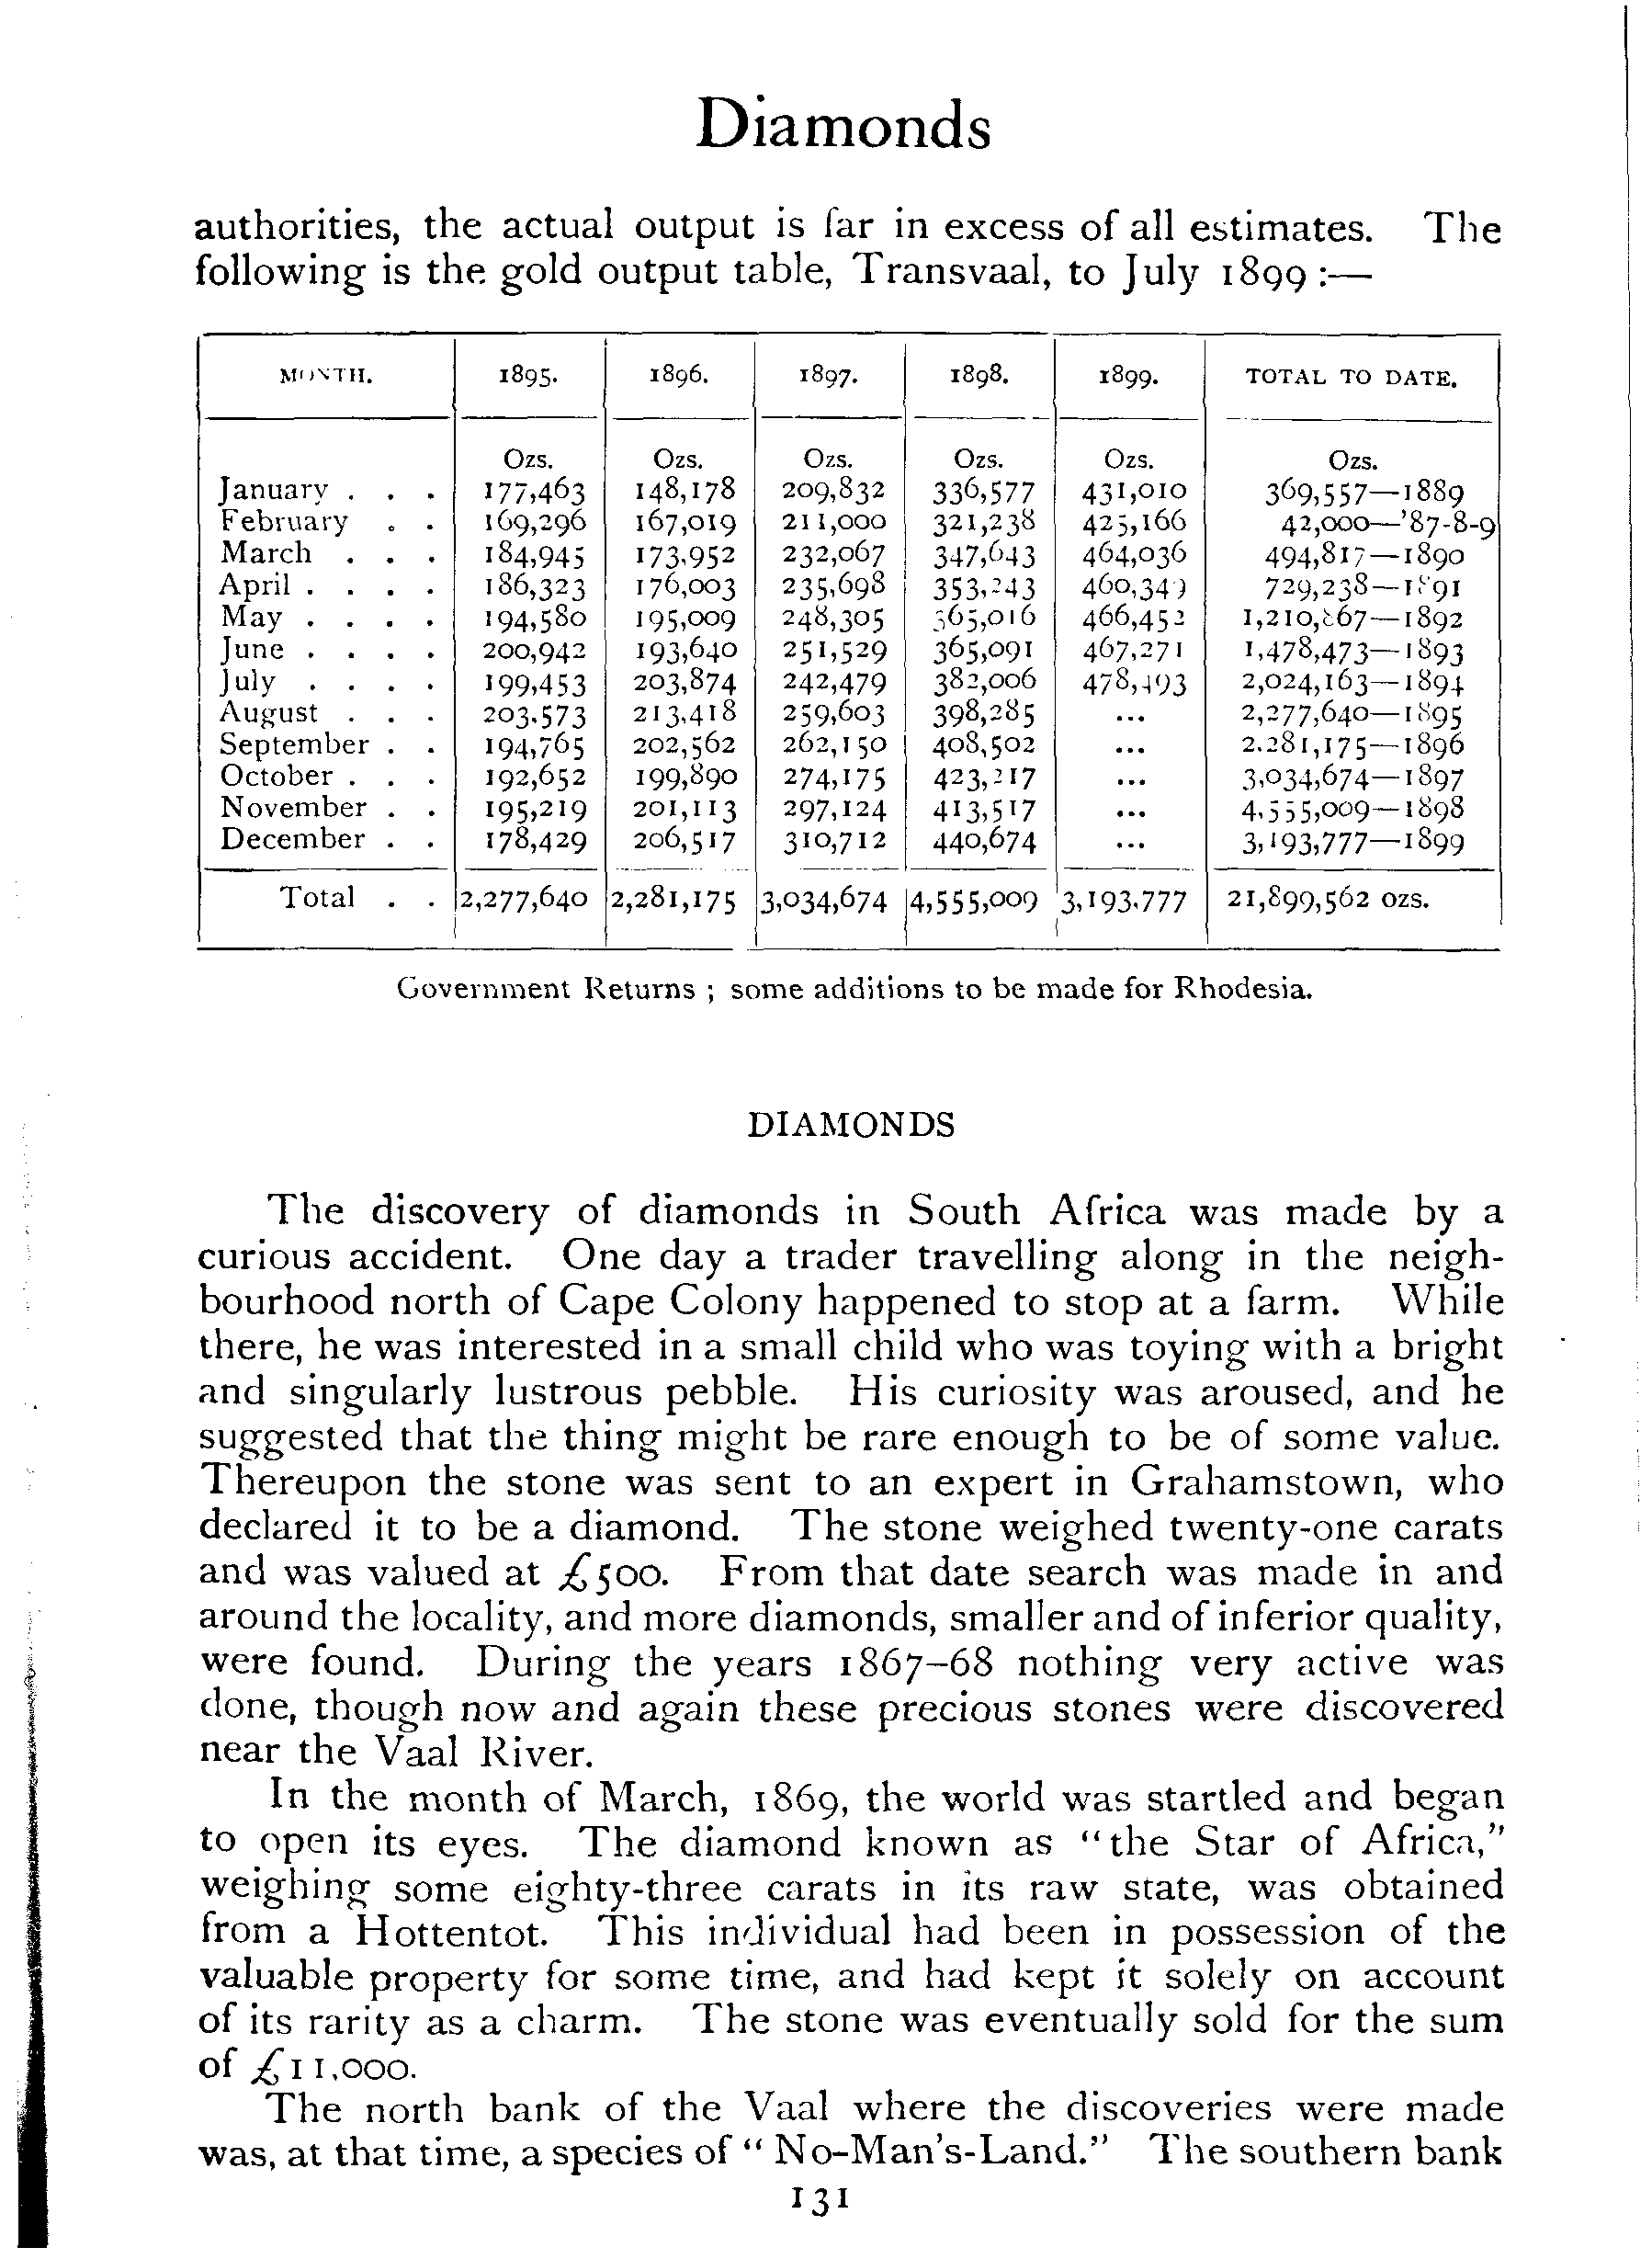 Diamonds
authorities, the actual output is far in excess of all estimates. The
following is the gold output table, Transvaal, to July 1899 :—
MONTH. 1895. 1896. 1897. 1898. 1899. TOTAL TO DATE.
Ozs. Ozs. Ozs. Ozs. Ozs. Ozs.
January . . . 177,463 148,178 209,832 336,577 431,010 369,557—1889
February . . 169,296 167,019 211,000 321,238 425,166 42,000—'87-8-9
March . . . 184,945 173,952 232,067 347,643 464,036 494,817—1890
April . . . . 186,323 176,003 235,698 353,243 460,349 729,238—1891
May . . . . 194,580 195,009 248,305 365,016 466,452 1,210,867—1892
June . . . . 200,942 193,640 251,529 365,091 467,271 1,478,473—1893
July . . . . 199,453 203,874 242,479 382,006 478,493 2,024,163—1894
August . . . 203,573 213,418 259,603 398,285 ... 2,277,640—1895
September . . 194,765 202,562 262,150 408,502 ... 2,281,175—1896
October . . . 192,652 199,890 274,175 423,217 ... 3,034,674—1897
November . . 195,219 201,113 297,124 413,517 ... 4,555,009—1898
December . . 178,429 206,517 310,712 440,674 ... 3,193,777—1899
Total . . 2,277,640 2,281,175 3,034,674 4,555,009 3,193,777 21,899,562 ozs.
Government Returns ; some additions to be made for Rhodesia.
DIAMONDS
The discovery of diamonds in South Africa was made by a
curious accident. One day a trader travelling along in the neigh-
bourhood north of Cape Colony happened to stop at a farm. While
there, he was interested in a small child who was toying with a bright
and singularly lustrous pebble. His curiosity was aroused, and he
suggested that the thing might be rare enough to be of some value.
Thereupon the stone was sent to an expert in Grahamstown, who
declared it to be a diamond. The stone weighed twenty-one carats
and was valued at £500. From that date search was made in and
around the locality, and more diamonds, smaller and of inferior quality,
were found. During the years 1867–68 nothing very active was
done, though now and again these precious stones were discovered
near the Vaal River.
In the month of March, 1869, the world was startled and began
to open its eyes. The diamond known as "the Star of Africa,"
weighing some eighty-three carats in its raw state, was obtained
from a Hottentot. This individual had been in possession of the
valuable property for some time, and had kept it solely on account
of its rarity as a charm. The stone was eventually sold for the sum
of £11,000.
The north bank of the Vaal where the discoveries were made
was, at that time, a species of " No-Man's-Land." The southern bank
131